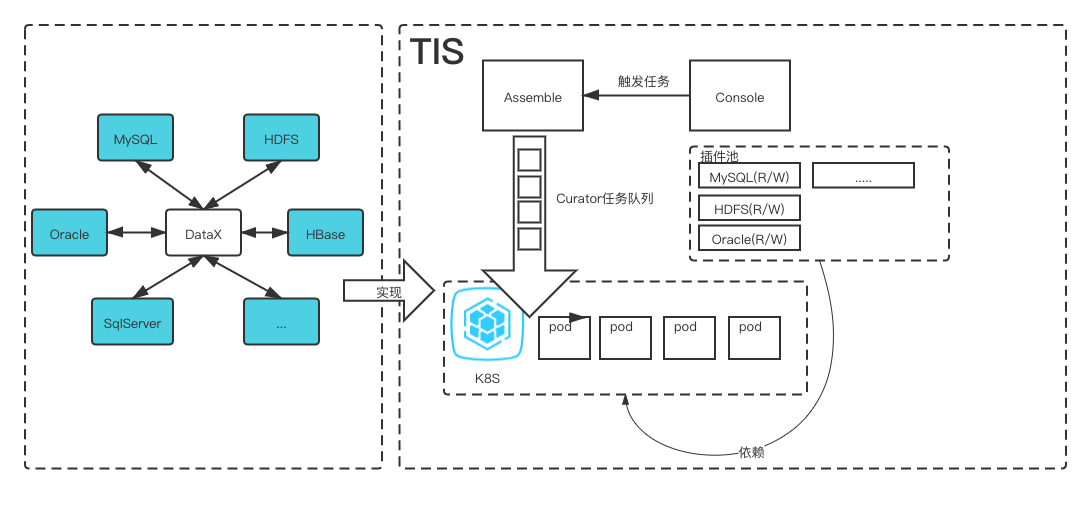 MySQL
HDFS
Oracle
DataX
HBase
SqlServer
...
实现
TIS
Assemble
触发任务
Console
Curator任务队列
插件池
MySQL(R/W)
.....
HDFS(R/W)
Oracle(R/W)
pod
pod
pod
pod
K8S
依赖